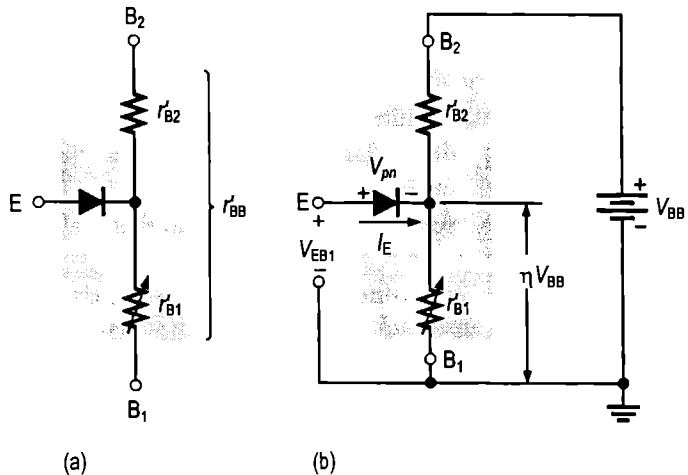 B₂
r'B2
E
r'BB
r'B1
B₁
(a)
B₂
r'B2
Vpn
E + −
+
IE
VEB1
−
ηVBB
r'B1
B₁
+
VBB
−
(b)